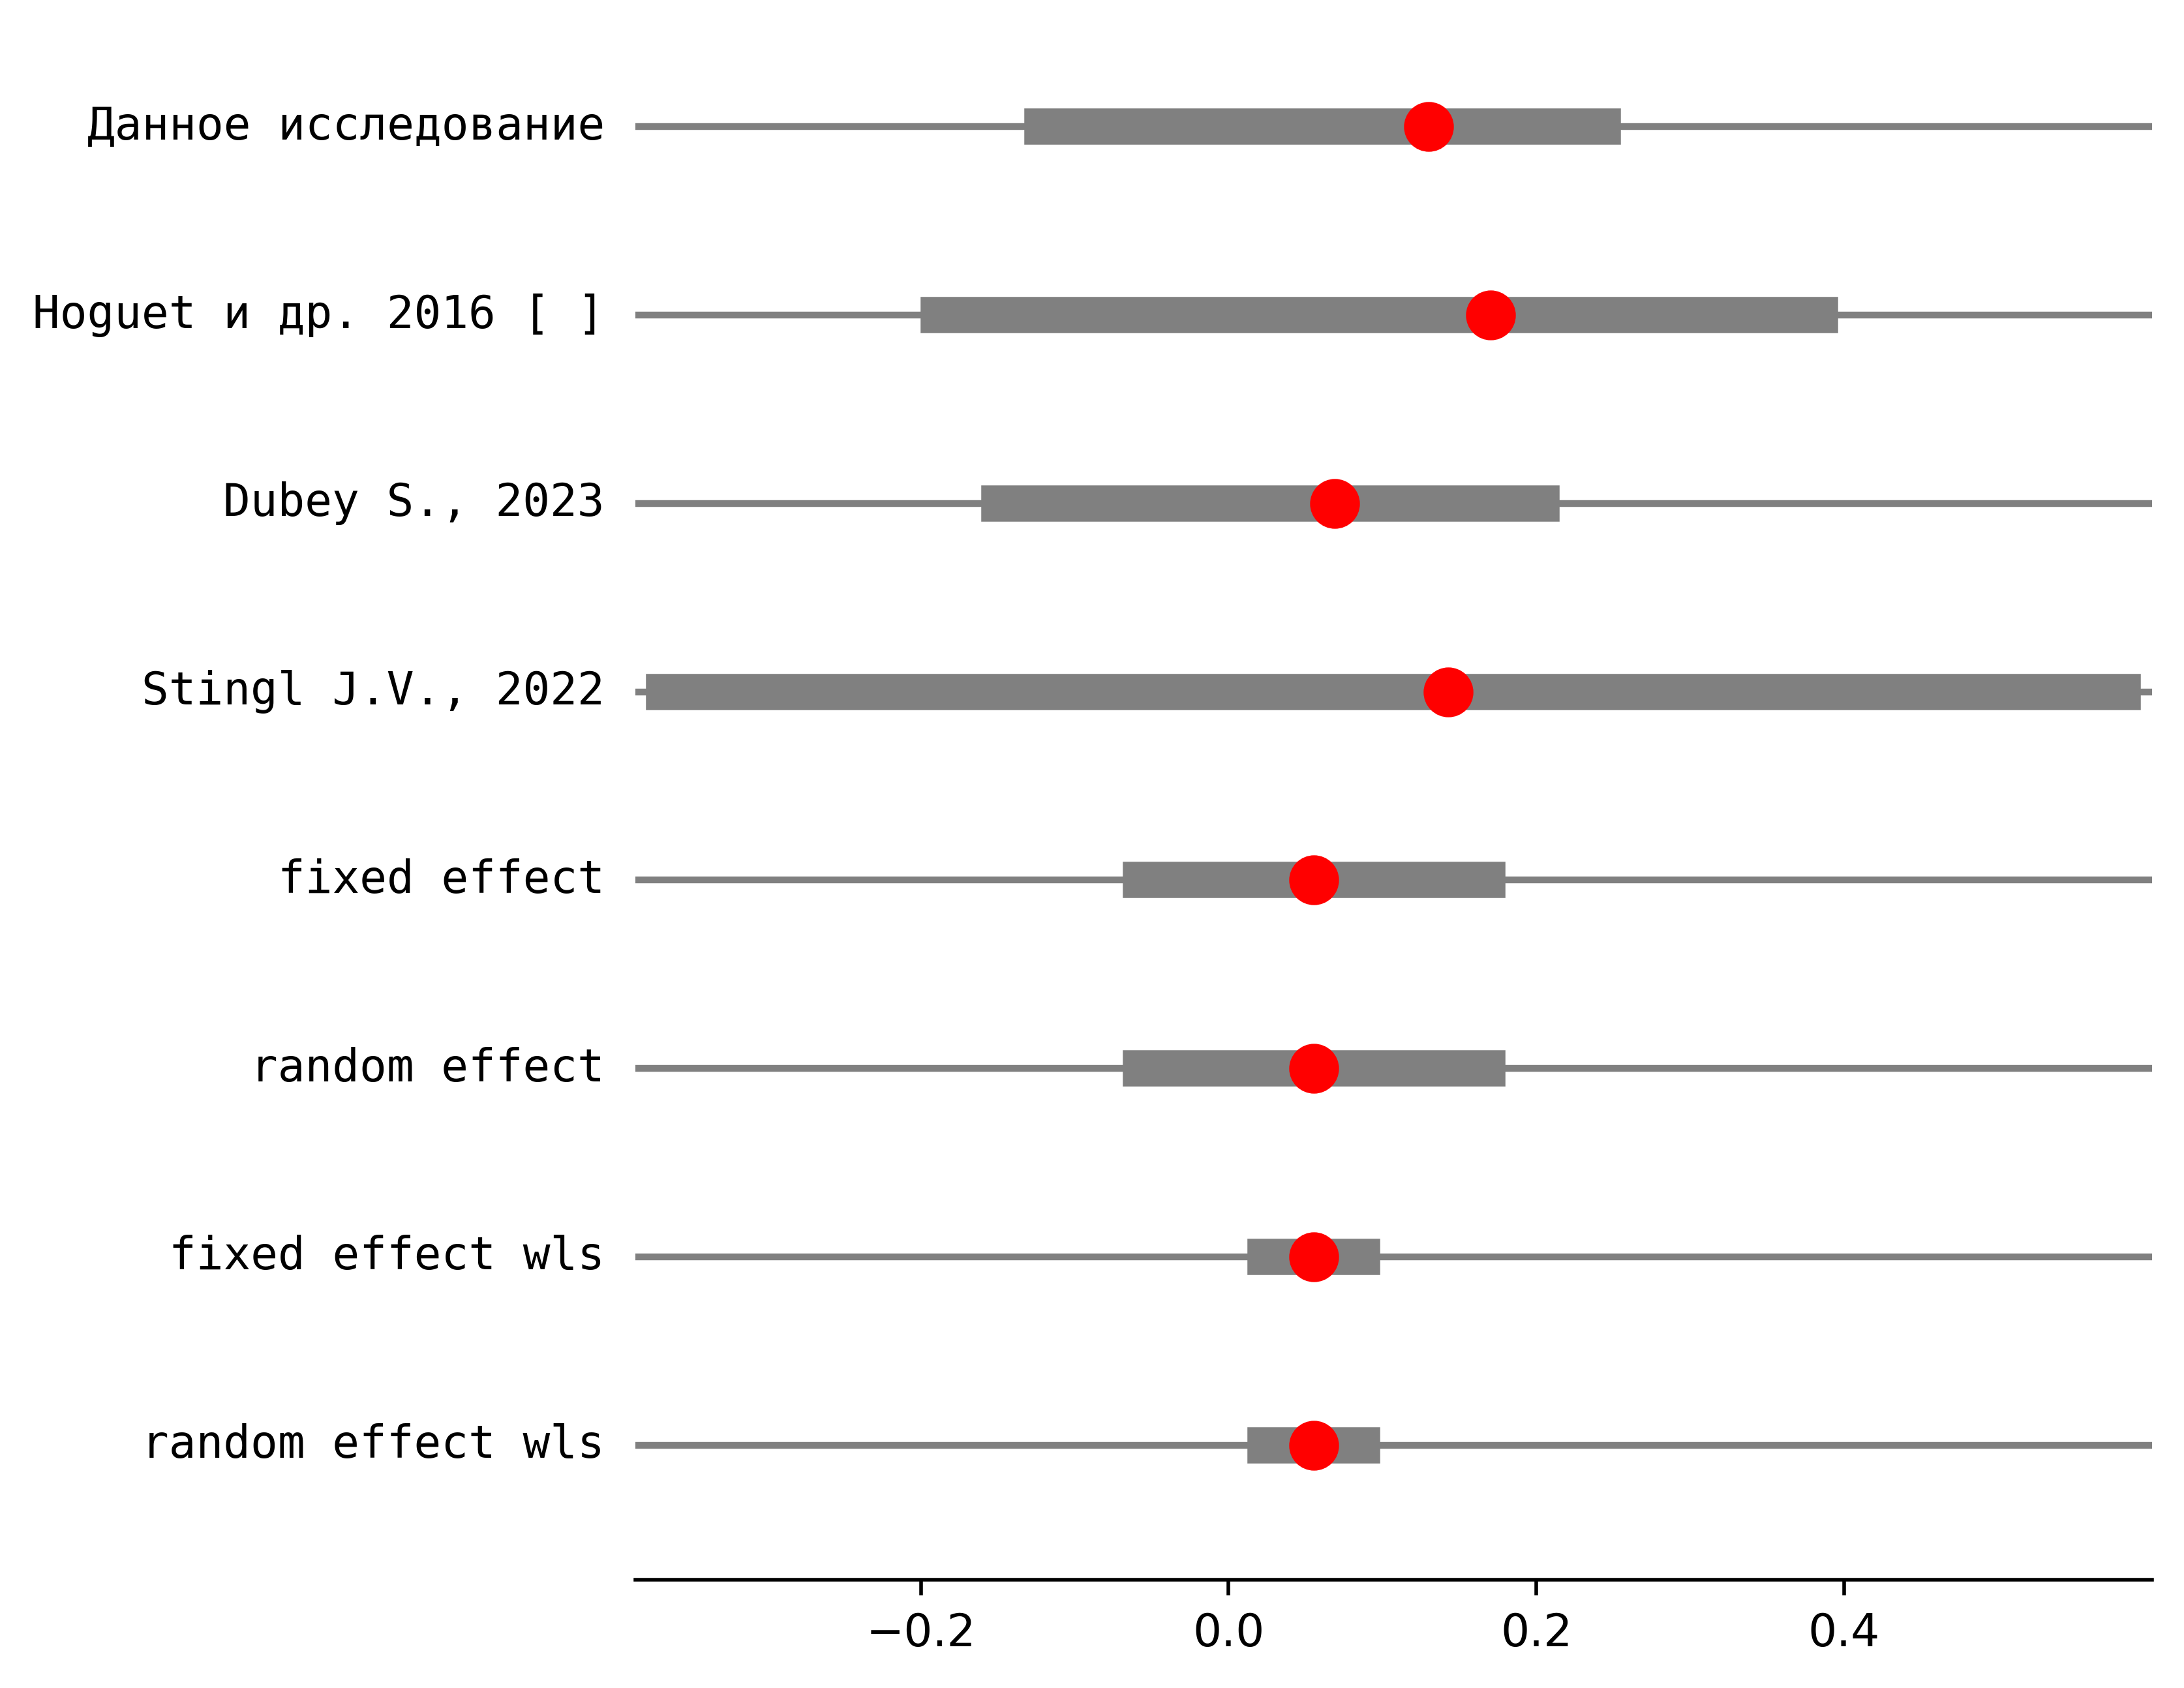 Данное исследование
Hoguet и др. 2016 [ ]
Dubey S., 2023
Stingl J.V., 2022
fixed effect
random effect
fixed effect wls
random effect wls
−0.2 0.0 0.2 0.4